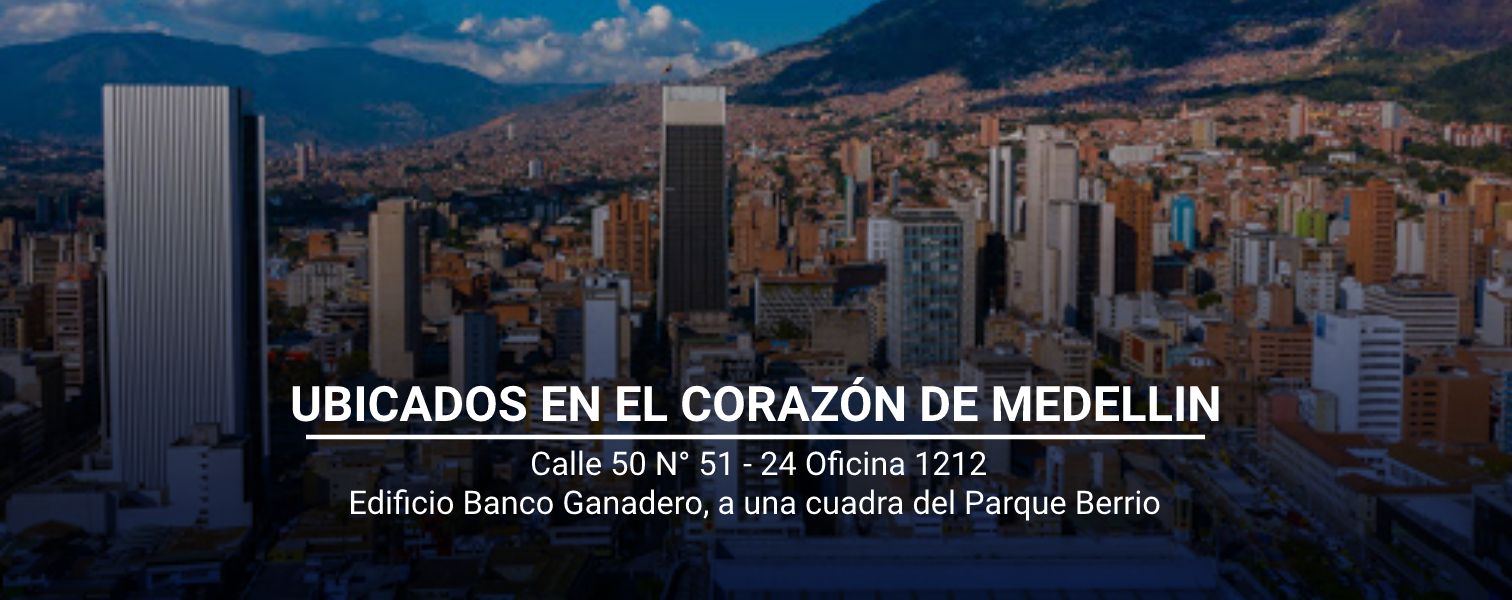 UBICADOS EN EL CORAZÓN DE MEDELLIN
Calle 50 N° 51 - 24 Oficina 1212
Edificio Banco Ganadero, a una cuadra del Parque Berrio